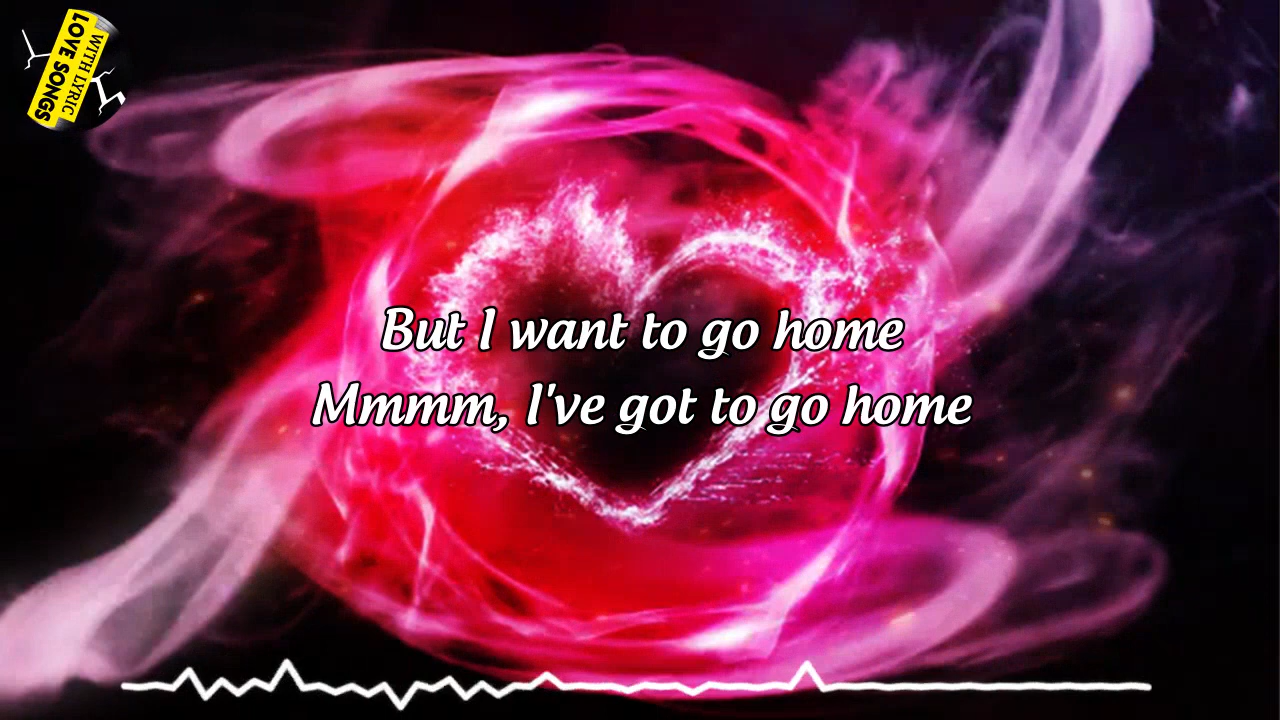 WITH LYRIC
LOVE SONGS
But I want to go home
Mmmm, I've got to go home